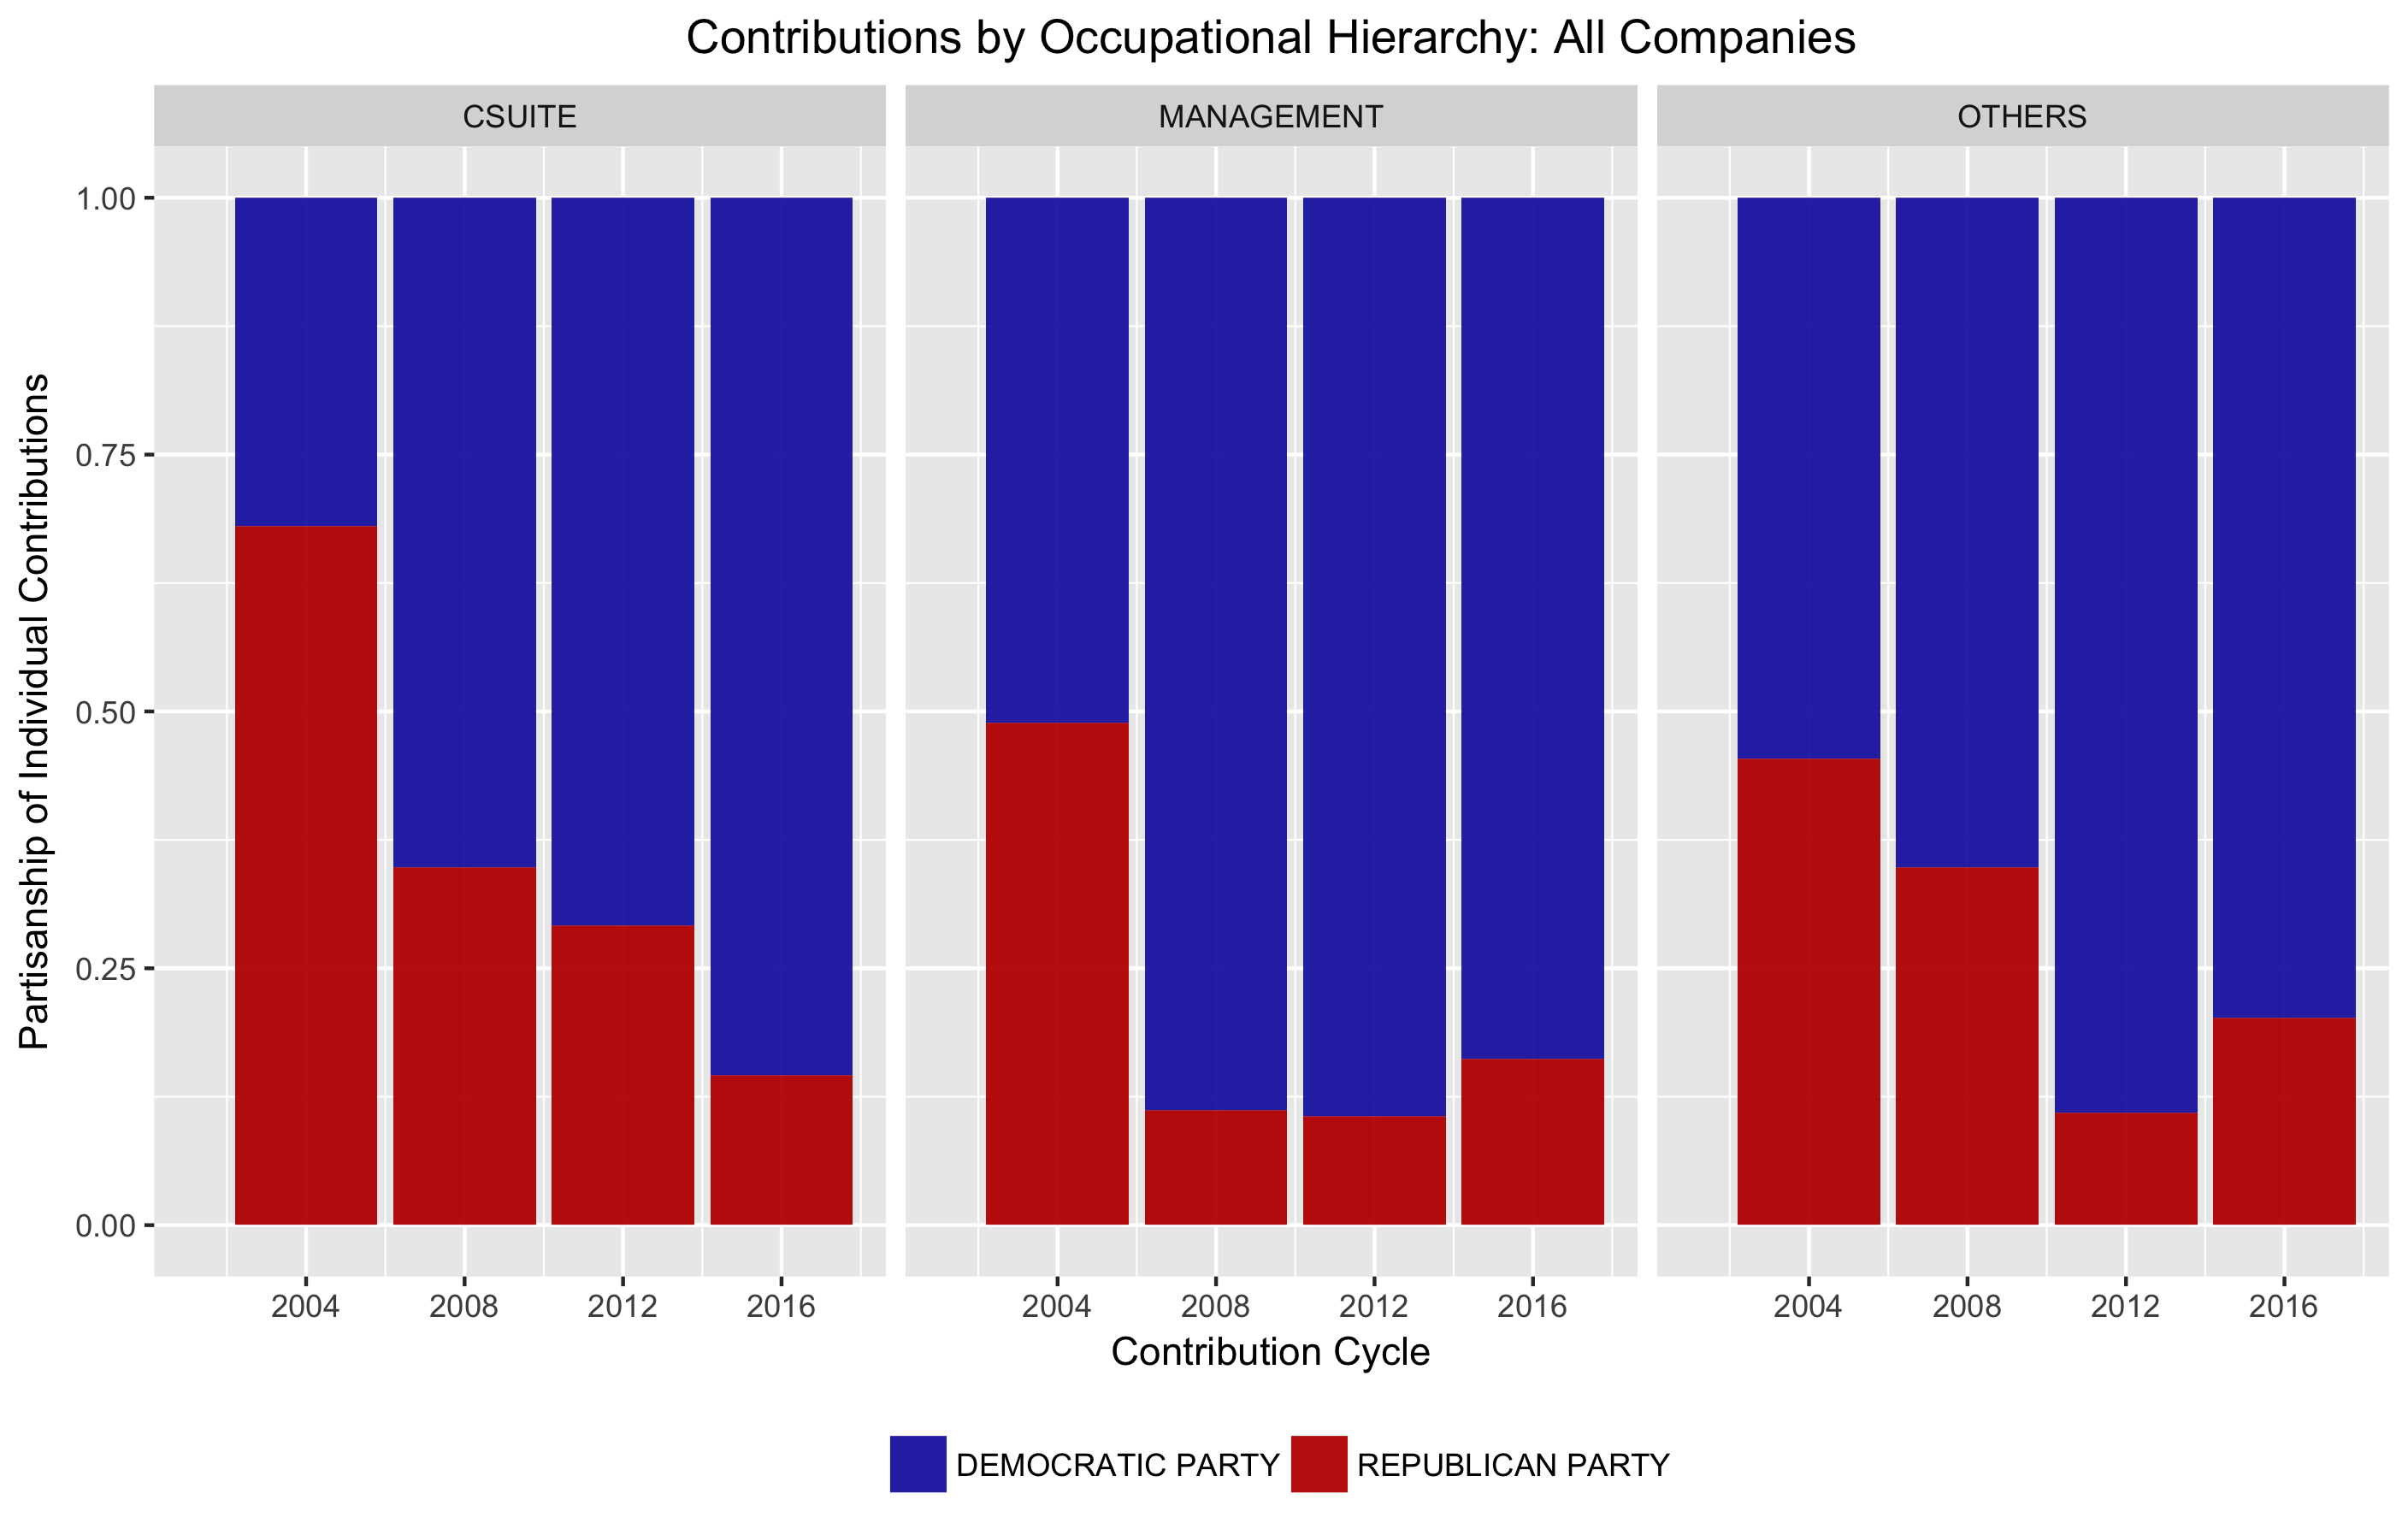 Contributions by Occupational Hierarchy: All Companies
CSUITE
MANAGEMENT
OTHERS
Partisanship of Individual Contributions
1.00
0.75
0.50
0.25
0.00
2004 2008 2012 2016
2004 2008 2012 2016
2004 2008 2012 2016
Contribution Cycle
DEMOCRATIC PARTY
REPUBLICAN PARTY